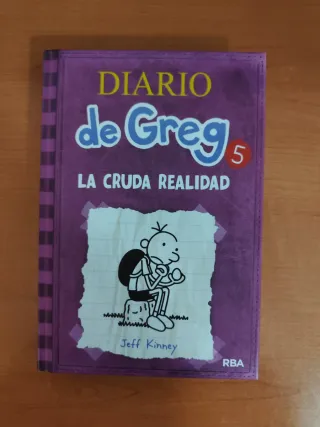 DIARIO
de Greg
5
LA CRUDA REALIDAD
Jeff Kinney
RBA